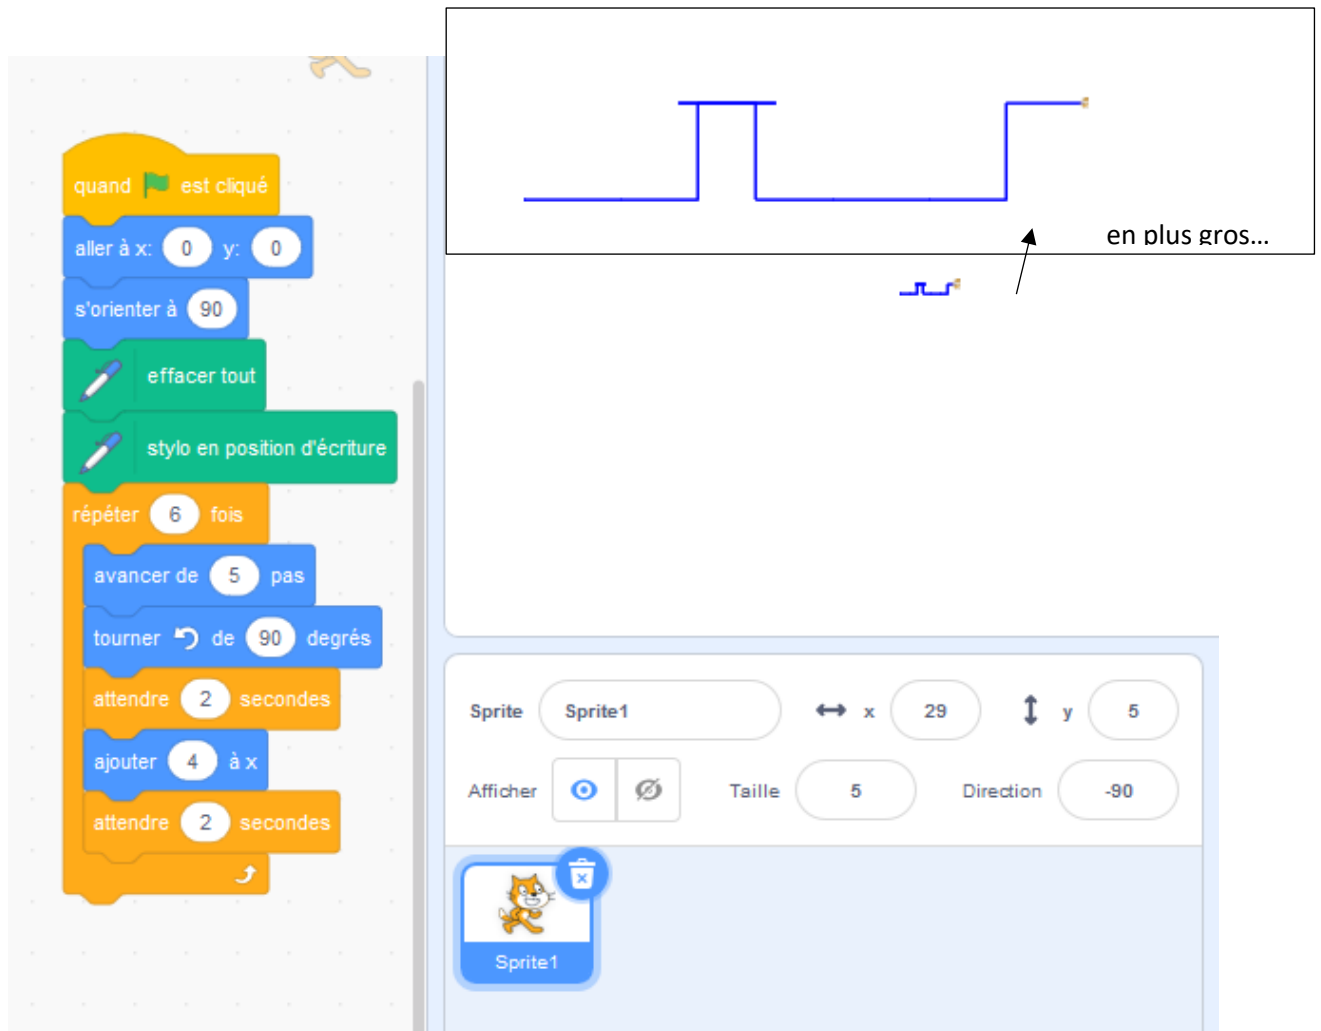 quand est cliqué
aller à x: 0 y: 0
s'orienter à 90
effacer tout
stylo en position d'écriture
répéter 6 fois
avancer de 5 pas
tourner de 90 degrés
attendre 2 secondes
ajouter 4 à x
attendre 2 secondes
en plus gros...
Sprite Sprite1 x 29 y 5
Afficher Taille 5 Direction -90
Sprite1